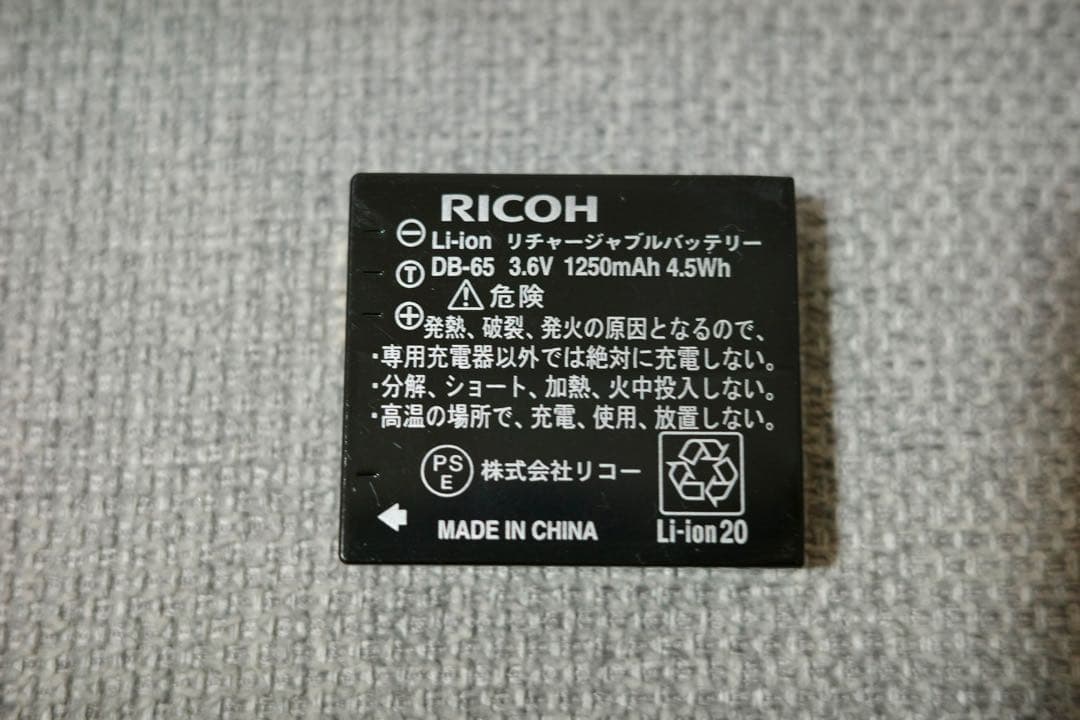 RICOH
⊖ Li-ion リチャージャブルバッテリー
Ⓣ DB-65 3.6V 1250mAh 4.5Wh
⚠危険
⊕発熱、破裂、発火の原因となるので、
・専用充電器以外では絶対に充電しない。
・分解、ショート、加熱、火中投入しない。
・高温の場所で、充電、使用、放置しない。
PS
E
株式会社リコー
MADE IN CHINA
Li-ion20